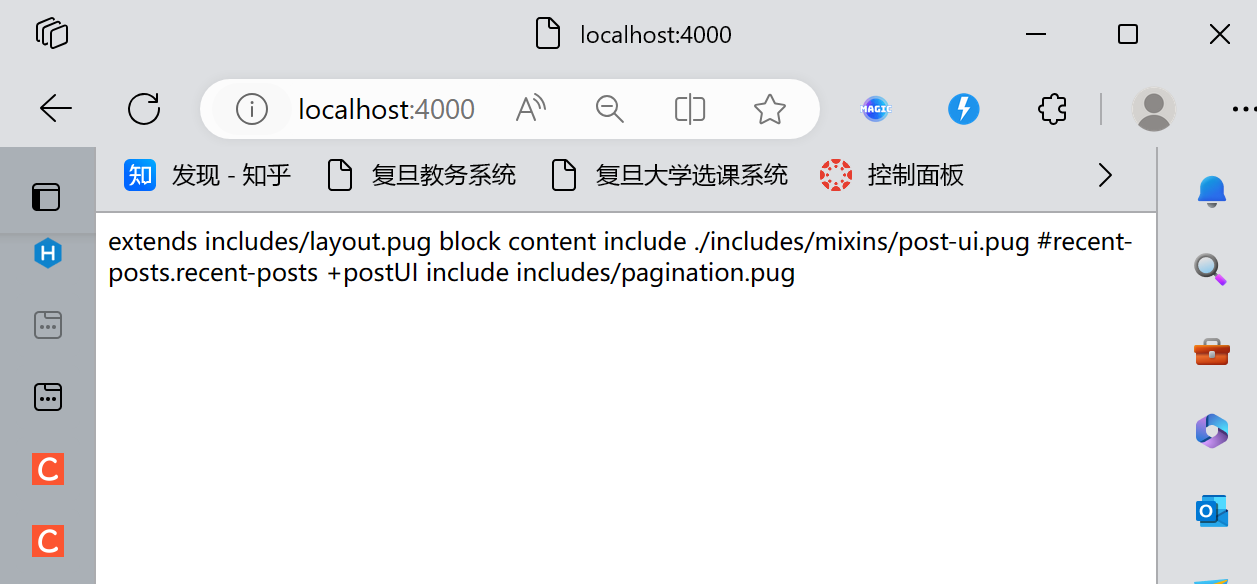 localhost:4000
localhost:4000
A
MAGIC
知 发现 - 知乎 复旦教务系统 复旦大学选课系统 控制面板
H
extends includes/layout.pug block content include ./includes/mixins/post-ui.pug #recent-
posts.recent-posts +postUI include includes/pagination.pug
C
C
O